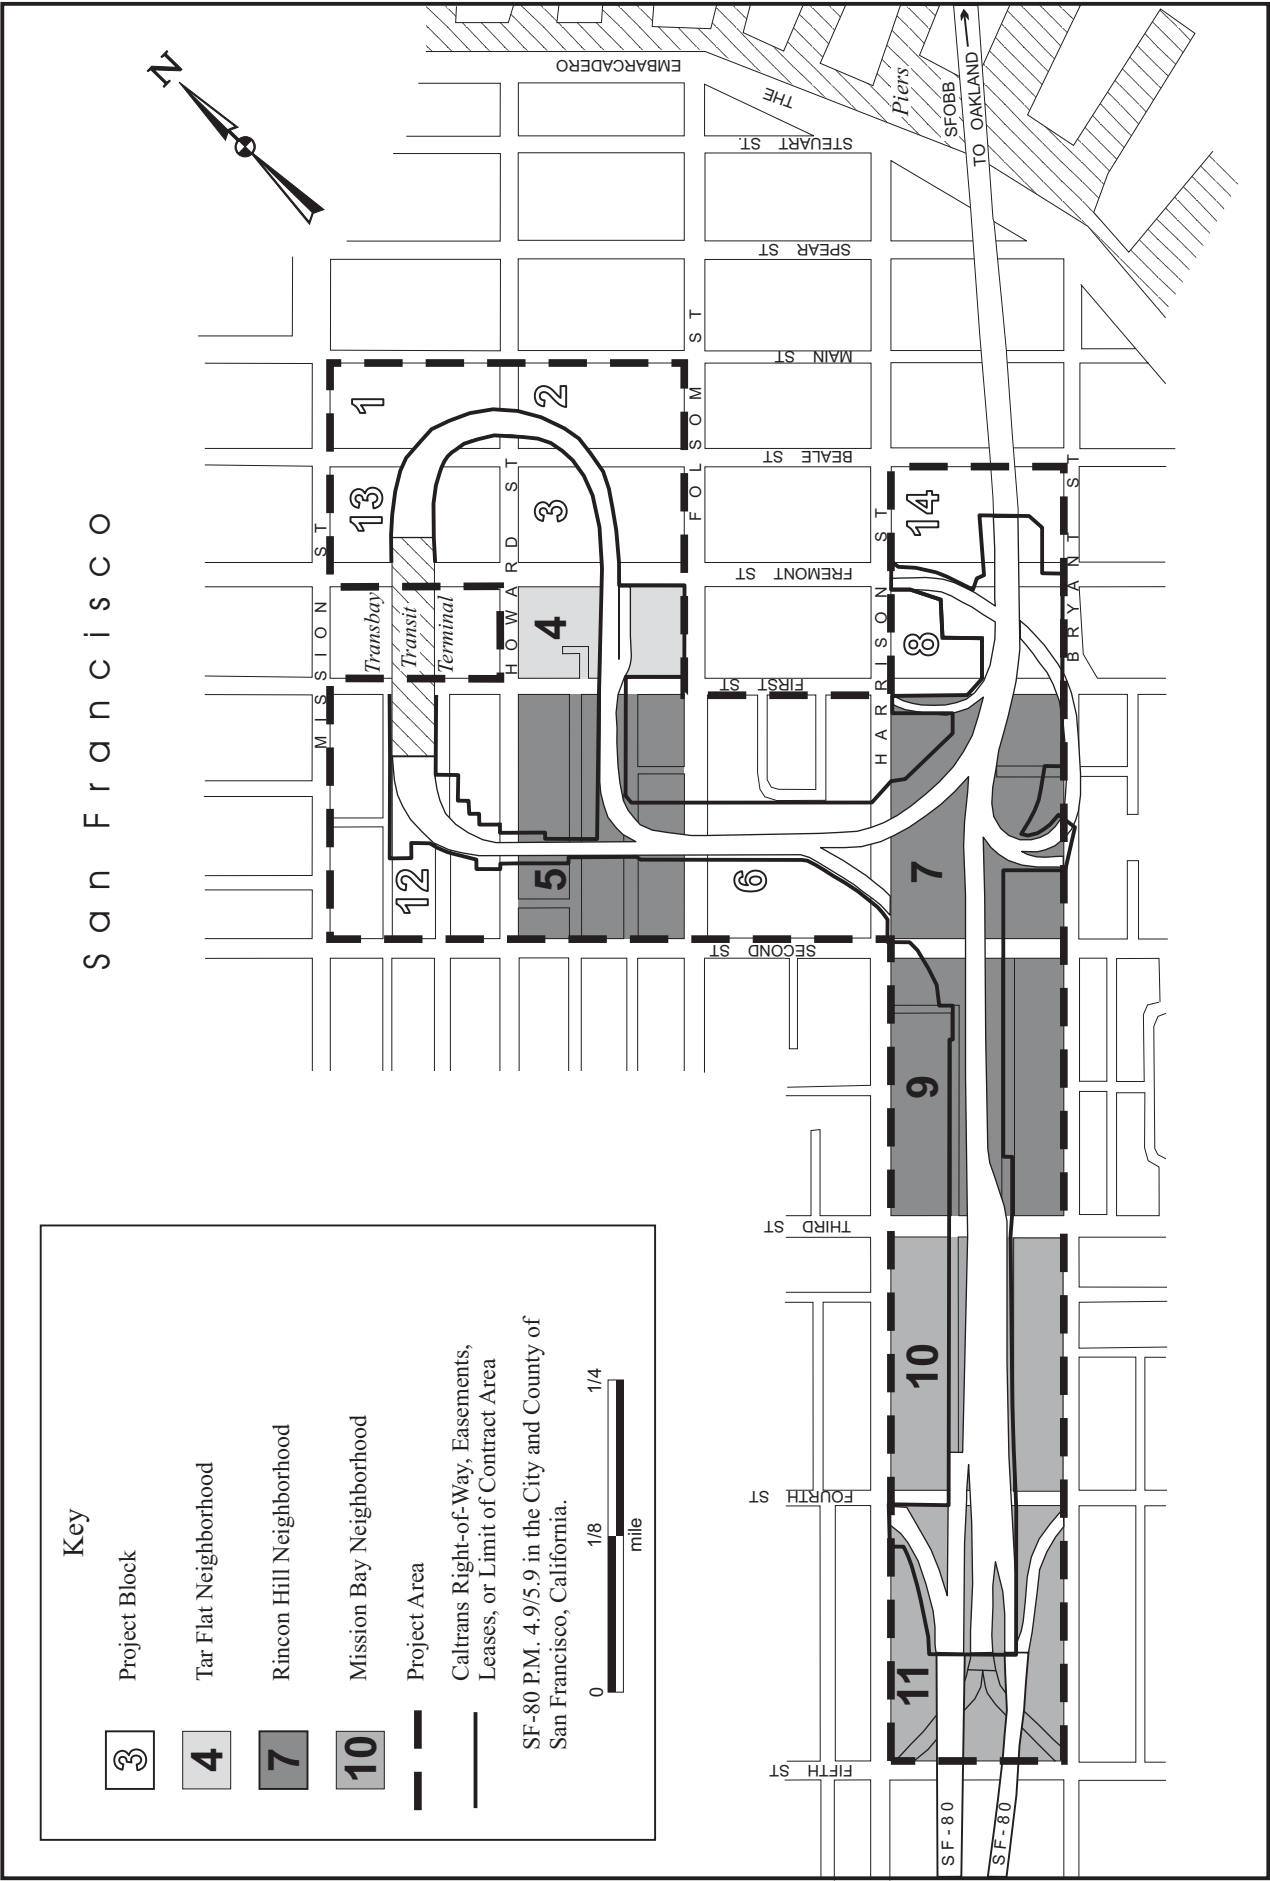 San Francisco
N
Piers
SFOBB
TO OAKLAND
THE
EMBARCADERO
STEUART ST.
SPEAR ST
MAIN ST
BEALE ST
FREMONT ST
FIRST ST
SECOND ST
THIRD ST
FOURTH ST
FIFTH ST
MISSION ST
HOWARD ST
FOLSOM ST
HARRISON ST
BRYANT ST
Transbay
Transit
Terminal
1
2
3
4
5
6
7
8
9
10
11
12
13
14
SF-80
SF-80
Key
3 Project Block
4 Tar Flat Neighborhood
7 Rincon Hill Neighborhood
10 Mission Bay Neighborhood
Project Area
Caltrans Right-of-Way, Easements,
Leases, or Limit of Contract Area
SF-80 P.M. 4.9/5.9 in the City and County of
San Francisco, California.
0 1/8 1/4
mile